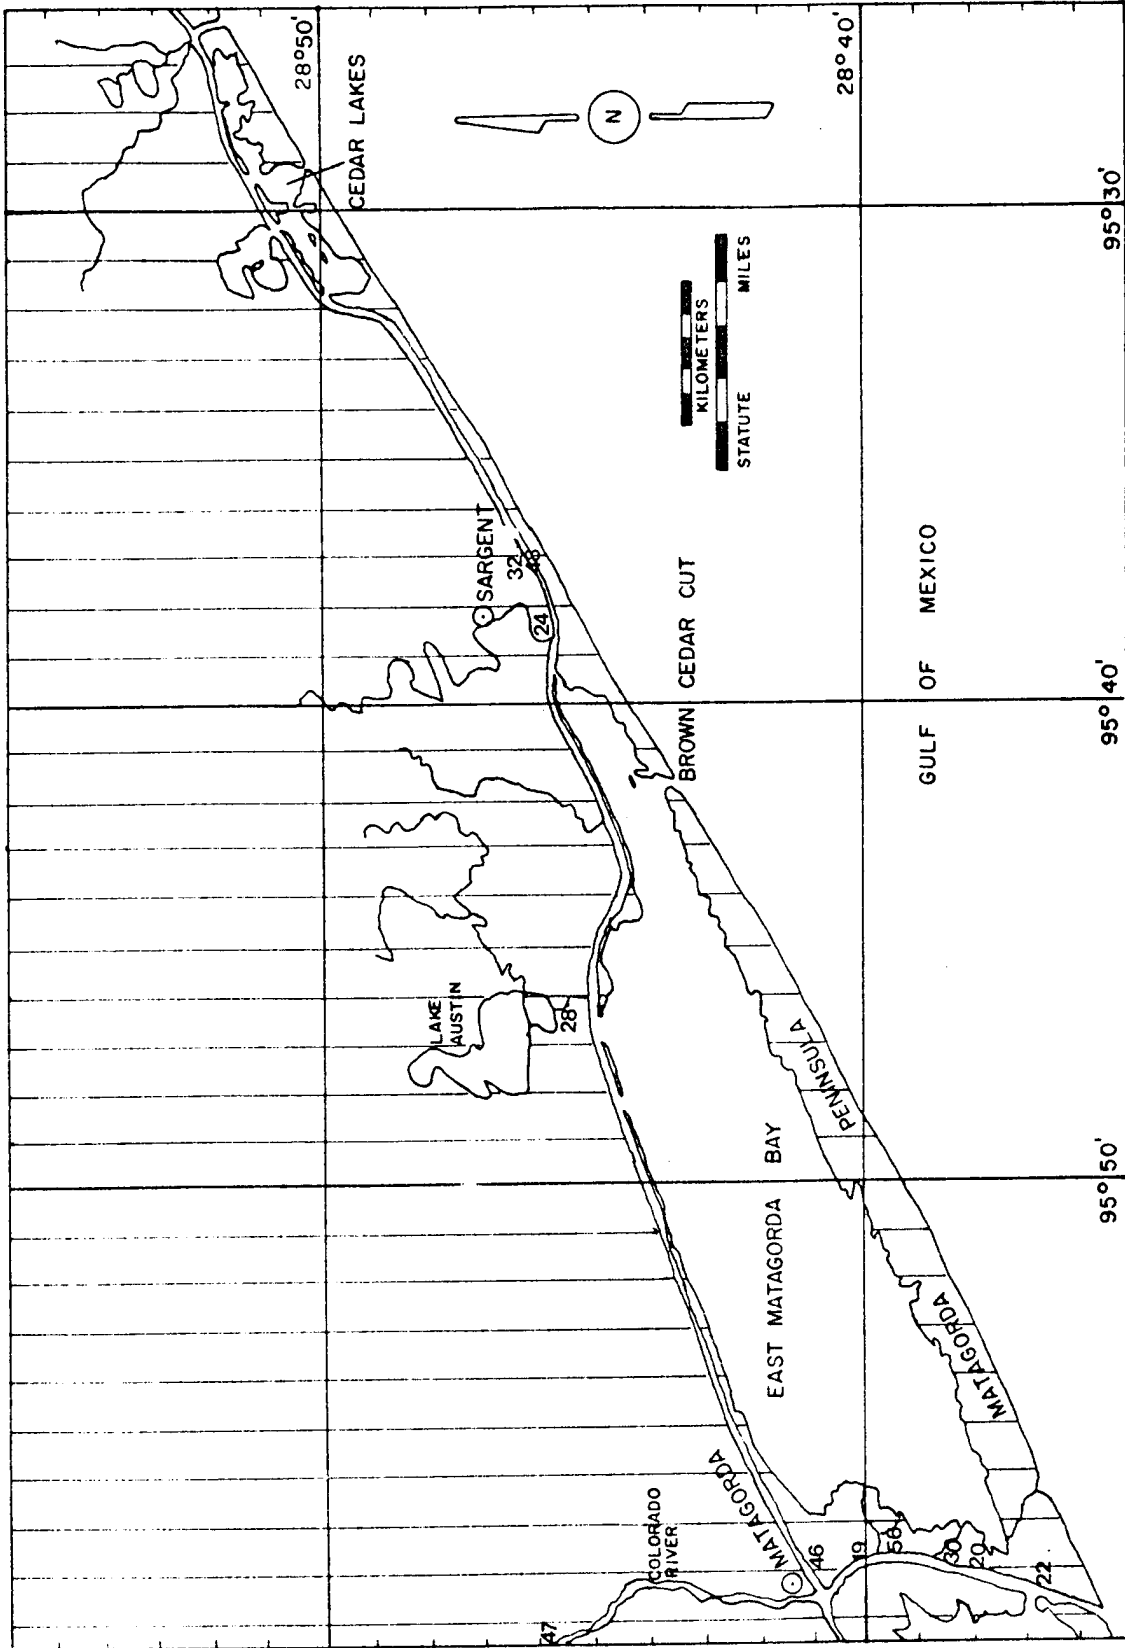 28°50'
CEDAR LAKES
28°40'
N
95°30'
KILOMETERS
STATUTE MILES
SARGENT
32
48
24
BROWN CEDAR CUT
GULF OF MEXICO
95°40'
LAKE
AUSTIN
28
PENINSULA
EAST MATAGORDA BAY
95°50'
MATAGORDA
MATAGORDA
COLORADO
RIVER
MATAGORDA
47
46
19
56
30
20
22